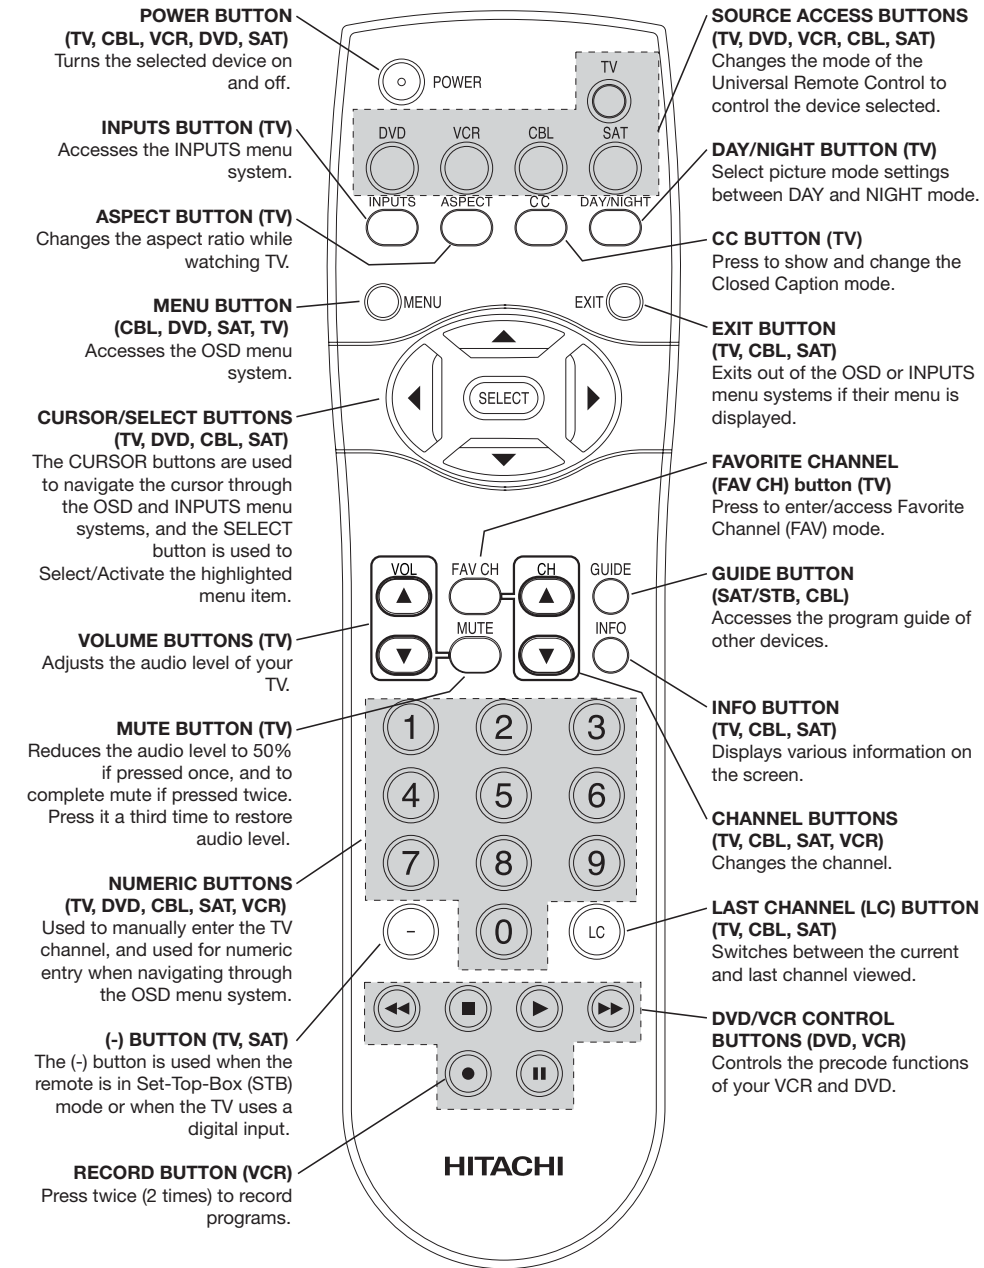 POWER BUTTON
(TV, CBL, VCR, DVD, SAT)
Turns the selected device on
and off.
INPUTS BUTTON (TV)
Accesses the INPUTS menu
system.
ASPECT BUTTON (TV)
Changes the aspect ratio while
watching TV.
MENU BUTTON
(CBL, DVD, SAT, TV)
Accesses the OSD menu
system.
CURSOR/SELECT BUTTONS
(TV, DVD, CBL, SAT)
The CURSOR buttons are used
to navigate the cursor through
the OSD and INPUTS menu
systems, and the SELECT
button is used to
Select/Activate the highlighted
menu item.
VOLUME BUTTONS (TV)
Adjusts the audio level of your
TV.
MUTE BUTTON (TV)
Reduces the audio level to 50%
if pressed once, and to
complete mute if pressed twice.
Press it a third time to restore
audio level.
NUMERIC BUTTONS
(TV, DVD, CBL, SAT, VCR)
Used to manually enter the TV
channel, and used for numeric
entry when navigating through
the OSD menu system.
(-) BUTTON (TV, SAT)
The (-) button is used when the
remote is in Set-Top-Box (STB)
mode or when the TV uses a
digital input.
RECORD BUTTON (VCR)
Press twice (2 times) to record
programs.
POWER
TV
DVD VCR CBL SAT
INPUTS ASPECT CC DAY/NIGHT
MENU EXIT
SELECT
VOL FAV CH CH GUIDE
MUTE INFO
1 2 3
4 5 6
7 8 9
- 0 LC
HITACHI
SOURCE ACCESS BUTTONS
(TV, DVD, VCR, CBL, SAT)
Changes the mode of the
Universal Remote Control to
control the device selected.
DAY/NIGHT BUTTON (TV)
Select picture mode settings
between DAY and NIGHT mode.
CC BUTTON (TV)
Press to show and change the
Closed Caption mode.
EXIT BUTTON
(TV, CBL, SAT)
Exits out of the OSD or INPUTS
menu systems if their menu is
displayed.
FAVORITE CHANNEL
(FAV CH) button (TV)
Press to enter/access Favorite
Channel (FAV) mode.
GUIDE BUTTON
(SAT/STB, CBL)
Accesses the program guide of
other devices.
INFO BUTTON
(TV, CBL, SAT)
Displays various information on
the screen.
CHANNEL BUTTONS
(TV, CBL, SAT, VCR)
Changes the channel.
LAST CHANNEL (LC) BUTTON
(TV, CBL, SAT)
Switches between the current
and last channel viewed.
DVD/VCR CONTROL
BUTTONS (DVD, VCR)
Controls the precode functions
of your VCR and DVD.